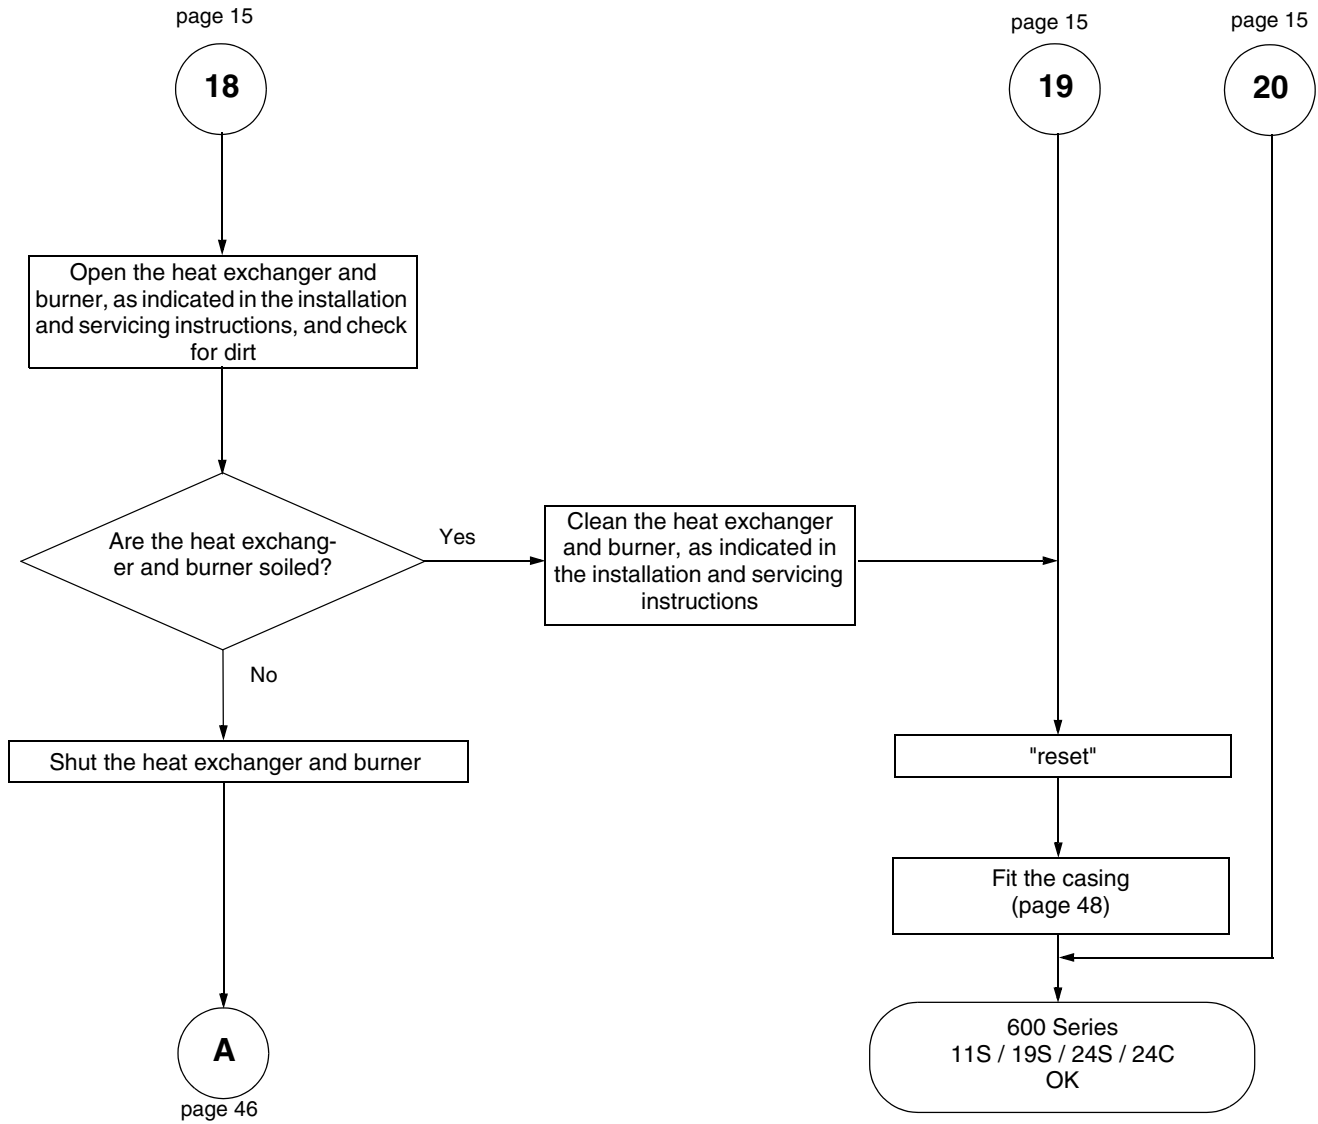 page 15
page 15
page 15
18
19
20
Open the heat exchanger and
burner, as indicated in the installation
and servicing instructions, and check
for dirt
Are the heat exchang-
er and burner soiled?
Yes
Clean the heat exchanger
and burner, as indicated in
the installation and servicing
instructions
No
Shut the heat exchanger and burner
"reset"
Fit the casing
(page 48)
A
page 46
600 Series
11S / 19S / 24S / 24C
OK